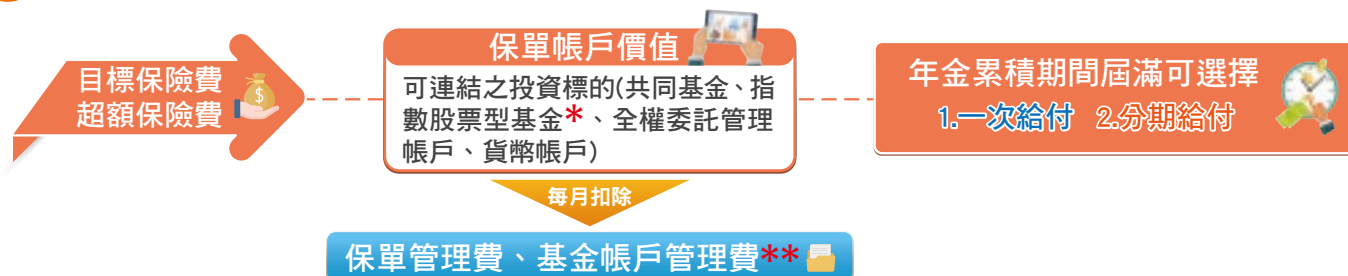 目標保險費
超額保險費
保單帳戶價值
可連結之投資標的(共同基金、指
數股票型基金*、全權委託管理
帳戶、貨幣帳戶)
每月扣除
保單管理費、基金帳戶管理費**
年金累積期間屆滿可選擇
1.一次給付 2.分期給付